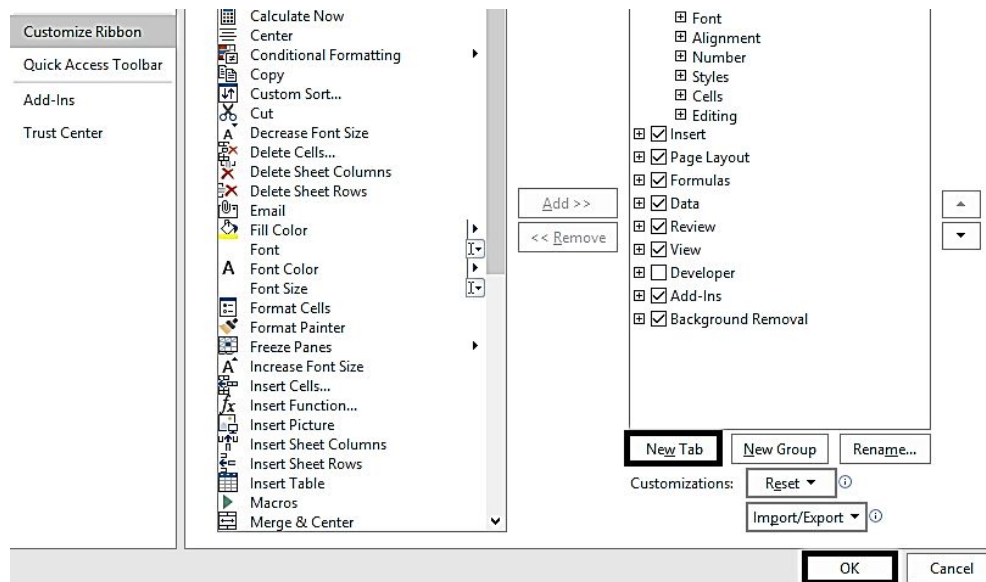 Customize Ribbon
Quick Access Toolbar
Add-Ins
Trust Center
Calculate Now
Center
Conditional Formatting
Copy
Custom Sort...
Cut
Decrease Font Size
Delete Cells...
Delete Sheet Columns
Delete Sheet Rows
Email
Fill Color
Font
Font Color
Font Size
Format Cells
Format Painter
Freeze Panes
Increase Font Size
Insert Cells...
Insert Function...
Insert Picture
Insert Sheet Columns
Insert Sheet Rows
Insert Table
Macros
Merge & Center
Add >>
<< Remove
Font
Alignment
Number
Styles
Cells
Editing
Insert
Page Layout
Formulas
Data
Review
View
Developer
Add-Ins
Background Removal
New Tab
New Group
Rename...
Customizations:
Reset
Import/Export
OK
Cancel